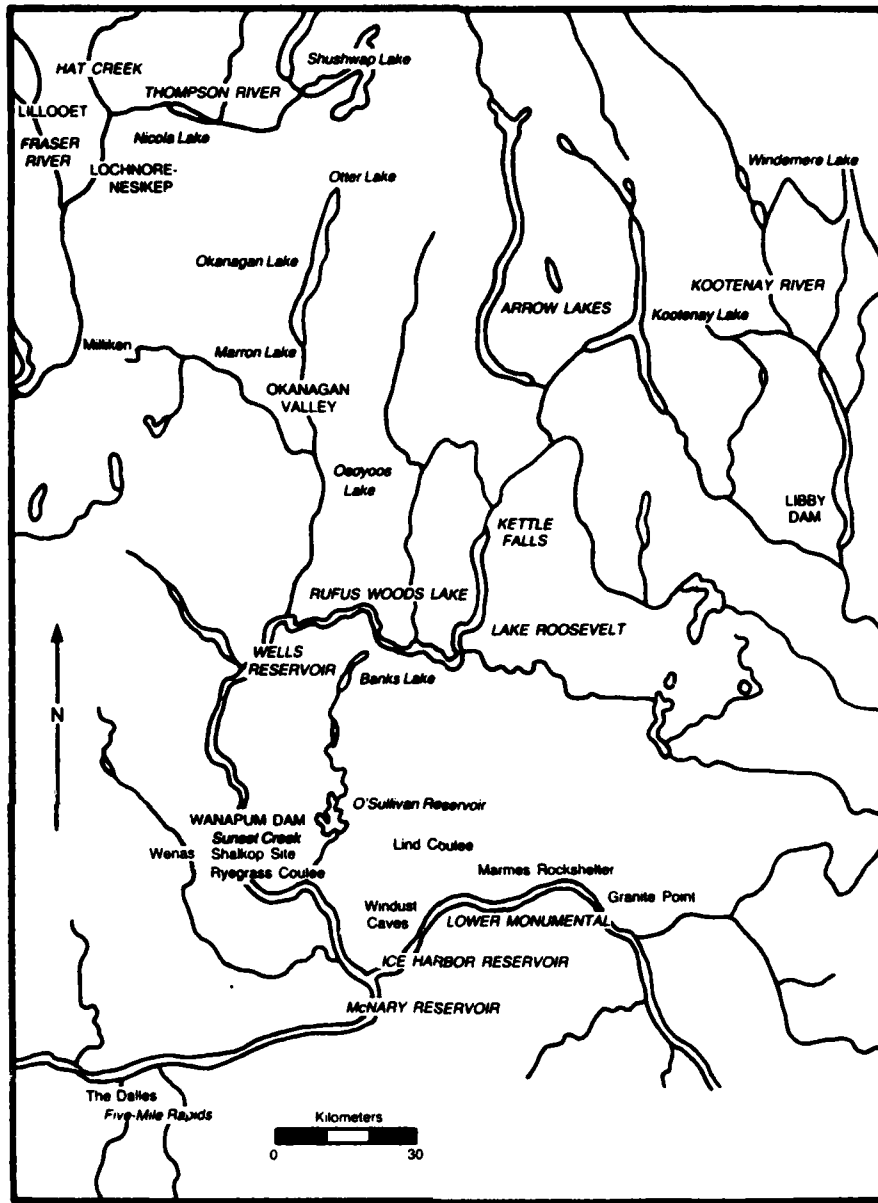 Shushwap Lake
HAT CREEK
THOMPSON RIVER
LILLOOET
Nicola Lake
FRASER
RIVER
LOCHNORE-
NESIKEP
Windemere Lake
Otter Lake
Okanagan Lake
KOOTENAY RIVER
ARROW LAKES
Kootenay Lake
Milliken
Marron Lake
OKANAGAN
VALLEY
Osoyoos
Lake
LIBBY
DAM
KETTLE
FALLS
RUFUS WOODS LAKE
LAKE ROOSEVELT
WELLS
RESERVOIR
Banks Lake
N
O'Sullivan Reservoir
WANAPUM DAM
Sunset Creek
Wenas
Shalkop Site
Ryegrass Coulee
Lind Coulee
Marmes Rockshelter
Granite Point
Windust
Caves
LOWER MONUMENTAL
ICE HARBOR RESERVOIR
McNARY RESERVOIR
The Dalles
Five-Mile Rapids
Kilometers
0 30